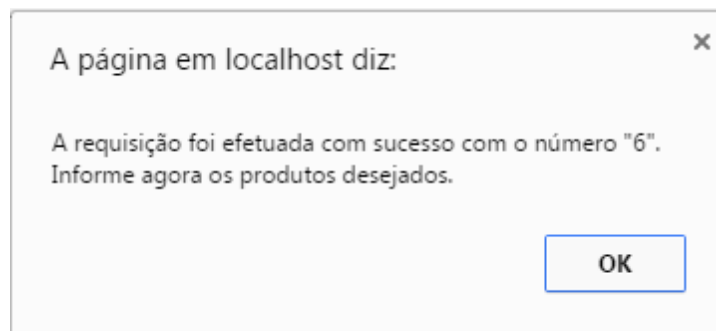 A página em localhost diz:
A requisição foi efetuada com sucesso com o número "6".
Informe agora os produtos desejados.
OK